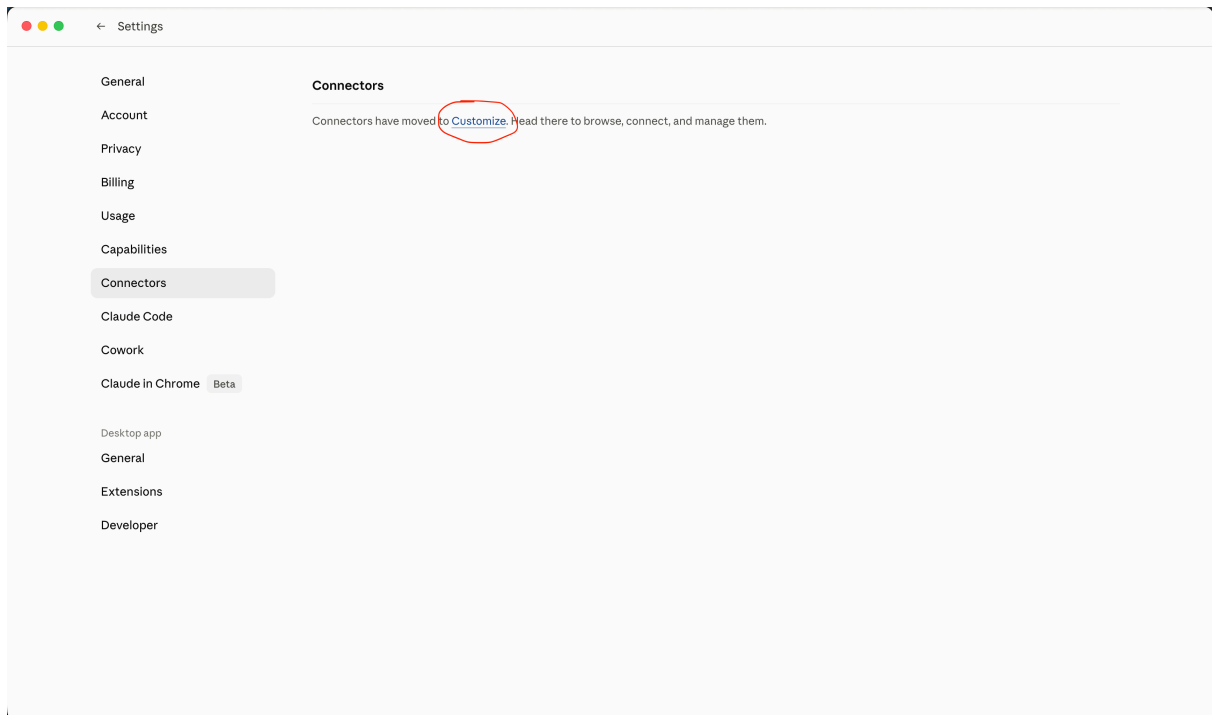 Settings
General
Account
Privacy
Billing
Usage
Capabilities
Connectors
Claude Code
Cowork
Claude in Chrome Beta
Desktop app
General
Extensions
Developer
Connectors
Connectors have moved to Customize. Head there to browse, connect, and manage them.